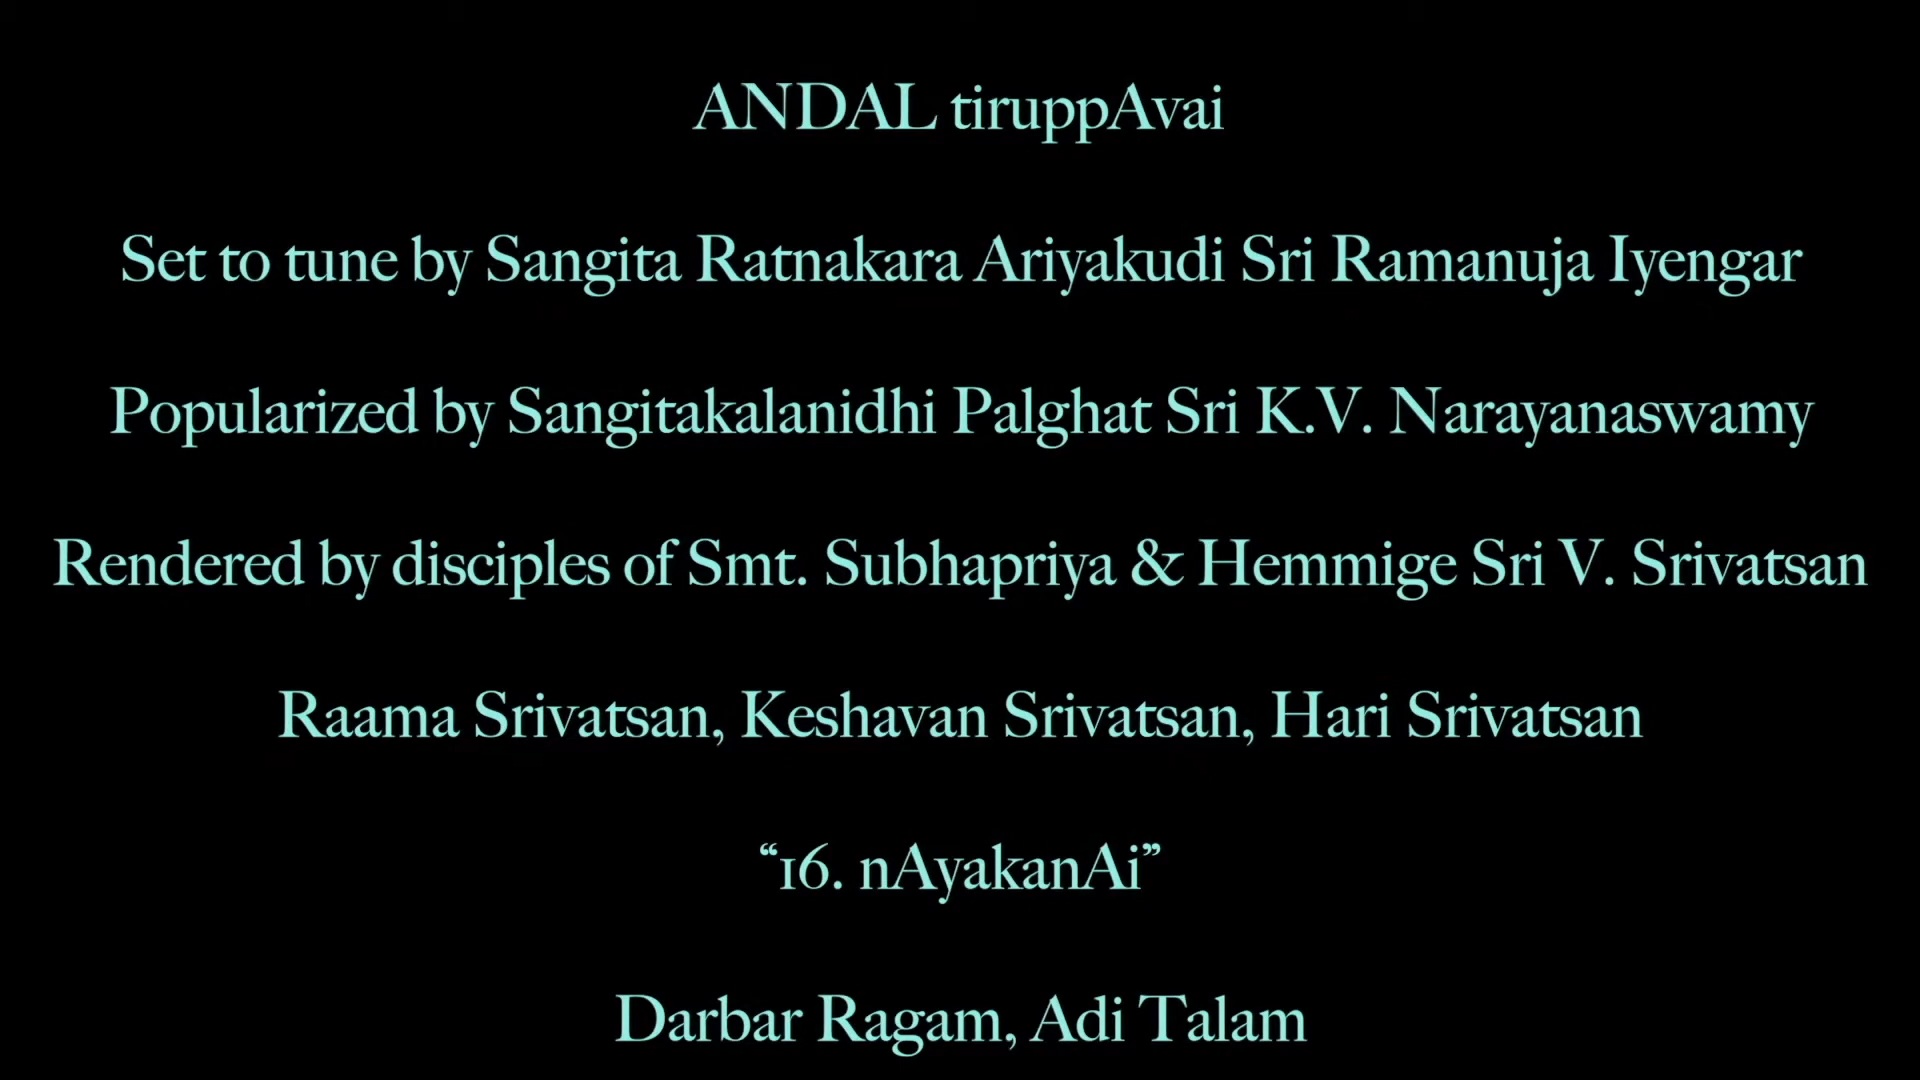 ANDAL tiruppAvai
Set to tune by Sangita Ratnakara Ariyakudi Sri Ramanuja Iyengar
Popularized by Sangitakalanidhi Palghat Sri K.V. Narayanaswamy
Rendered by disciples of Smt. Subhapriya & Hemmige Sri V. Srivatsan
Raama Srivatsan, Keshavan Srivatsan, Hari Srivatsan
“16. nAyakanAi”
Darbar Ragam, Adi Talam